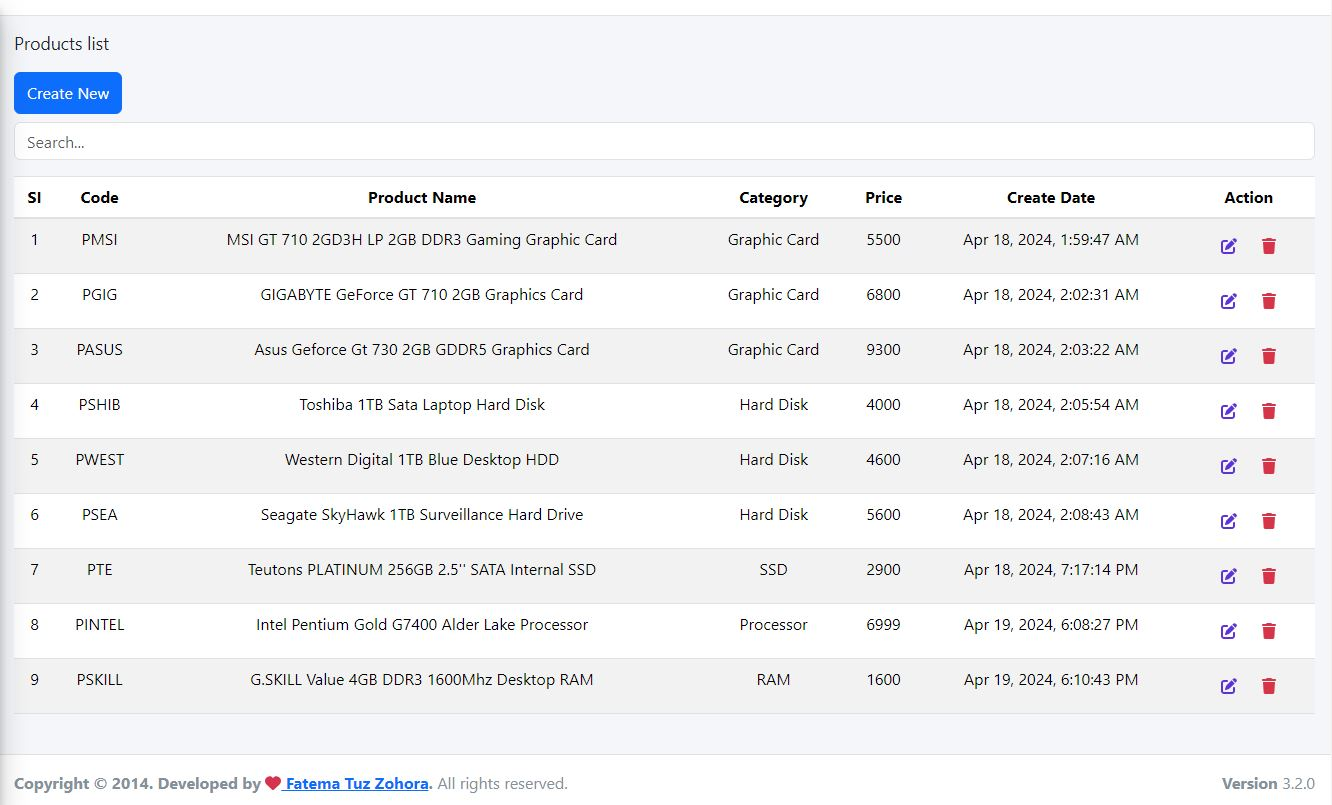 Products list
Create New
Search...
SI Code Product Name Category Price Create Date Action
1 PMSI MSI GT 710 2GD3H LP 2GB DDR3 Gaming Graphic Card Graphic Card 5500 Apr 18, 2024, 1:59:47 AM
2 PGIG GIGABYTE GeForce GT 710 2GB Graphics Card Graphic Card 6800 Apr 18, 2024, 2:02:31 AM
3 PASUS Asus Geforce Gt 730 2GB GDDR5 Graphics Card Graphic Card 9300 Apr 18, 2024, 2:03:22 AM
4 PSHIB Toshiba 1TB Sata Laptop Hard Disk Hard Disk 4000 Apr 18, 2024, 2:05:54 AM
5 PWEST Western Digital 1TB Blue Desktop HDD Hard Disk 4600 Apr 18, 2024, 2:07:16 AM
6 PSEA Seagate SkyHawk 1TB Surveillance Hard Drive Hard Disk 5600 Apr 18, 2024, 2:08:43 AM
7 PTE Teutons PLATINUM 256GB 2.5'' SATA Internal SSD SSD 2900 Apr 18, 2024, 7:17:14 PM
8 PINTEL Intel Pentium Gold G7400 Alder Lake Processor Processor 6999 Apr 19, 2024, 6:08:27 PM
9 PSKILL G.SKILL Value 4GB DDR3 1600Mhz Desktop RAM RAM 1600 Apr 19, 2024, 6:10:43 PM
Copyright © 2014. Developed by ❤ Fatema Tuz Zohora. All rights reserved. Version 3.2.0